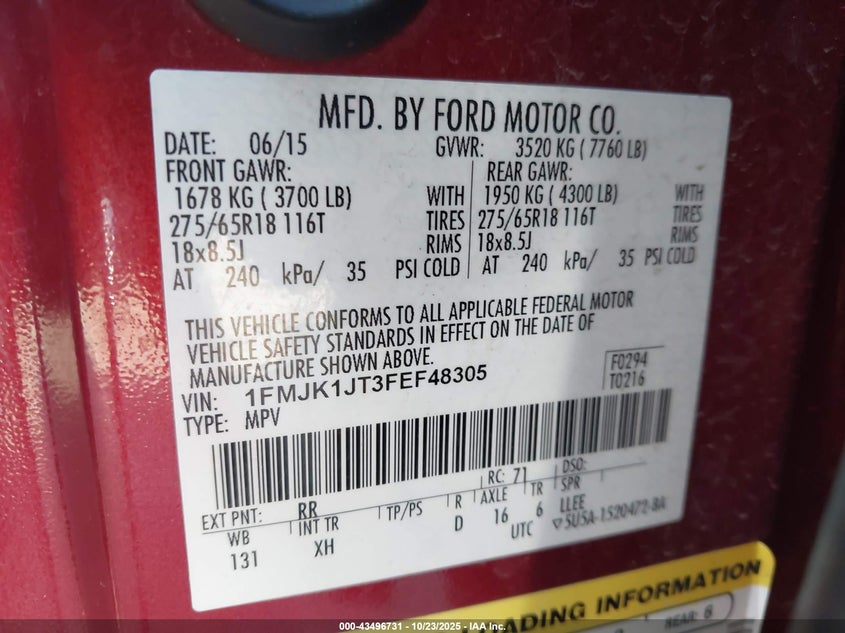 MFD. BY FORD MOTOR CO.
DATE: 06/15 GVWR: 3520 KG ( 7760 LB)
FRONT GAWR: REAR GAWR:
1678 KG ( 3700 LB) WITH 1950 KG ( 4300 LB) WITH
275/65R18 116T TIRES 275/65R18 116T TIRES
18x8.5J RIMS 18x8.5J RIMS
AT 240 kPa/ 35 PSI COLD AT 240 kPa/ 35 PSI COLD
THIS VEHICLE CONFORMS TO ALL APPLICABLE FEDERAL MOTOR
VEHICLE SAFETY STANDARDS IN EFFECT ON THE DATE OF
MANUFACTURE SHOWN ABOVE.
F0294
T0216
VIN: 1FMJK1JT3FEF48305
TYPE: MPV
EXT PNT: RR RC: 71 DSO:
WB INT TR TP/PS R AXLE TR SPR
131 XH D 16 6 LLEE
UTC ▽5U5A-1520472-BA
LOADING INFORMATION
REAR: 6
000-43496731 - 10/23/2025 - IAA Inc.